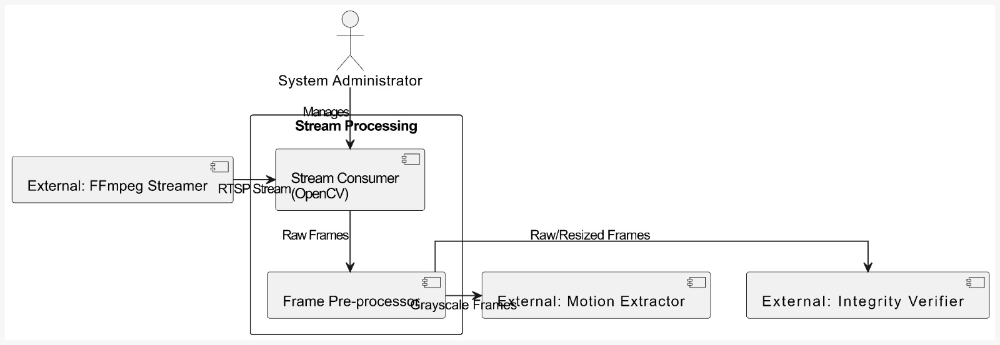 System Administrator
Manages
Stream Processing
External: FFmpeg Streamer
RTSP Stream
Stream Consumer
(OpenCV)
Raw Frames
Raw/Resized Frames
Frame Pre-processor
Grayscale Frames
External: Motion Extractor
External: Integrity Verifier